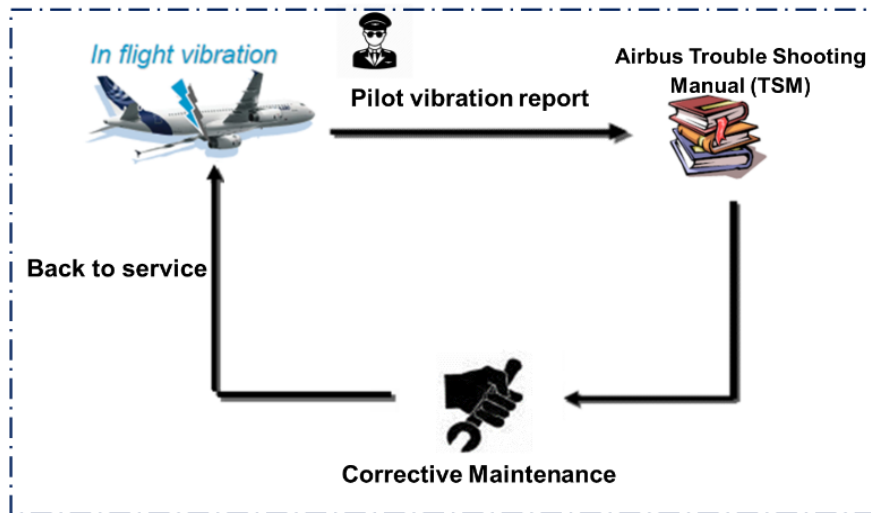 In flight vibration
Pilot vibration report
Airbus Trouble Shooting
Manual (TSM)
Back to service
Corrective Maintenance